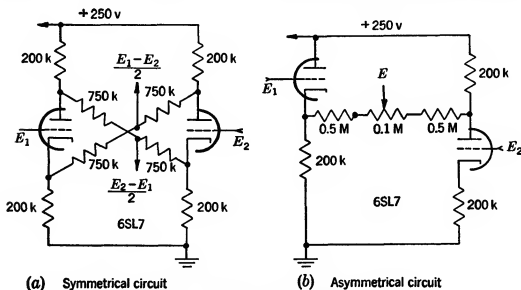 +250 v
200 k
200 k
E₁ − E₂
2
750 k
750 k
E₁
E₂
750 k
750 k
E₂ − E₁
2
200 k
200 k
6SL7
(a) Symmetrical circuit
+250 v
E₁
E
200 k
0.5 M
0.1 M
0.5 M
200 k
E₂
6SL7
200 k
(b) Asymmetrical circuit